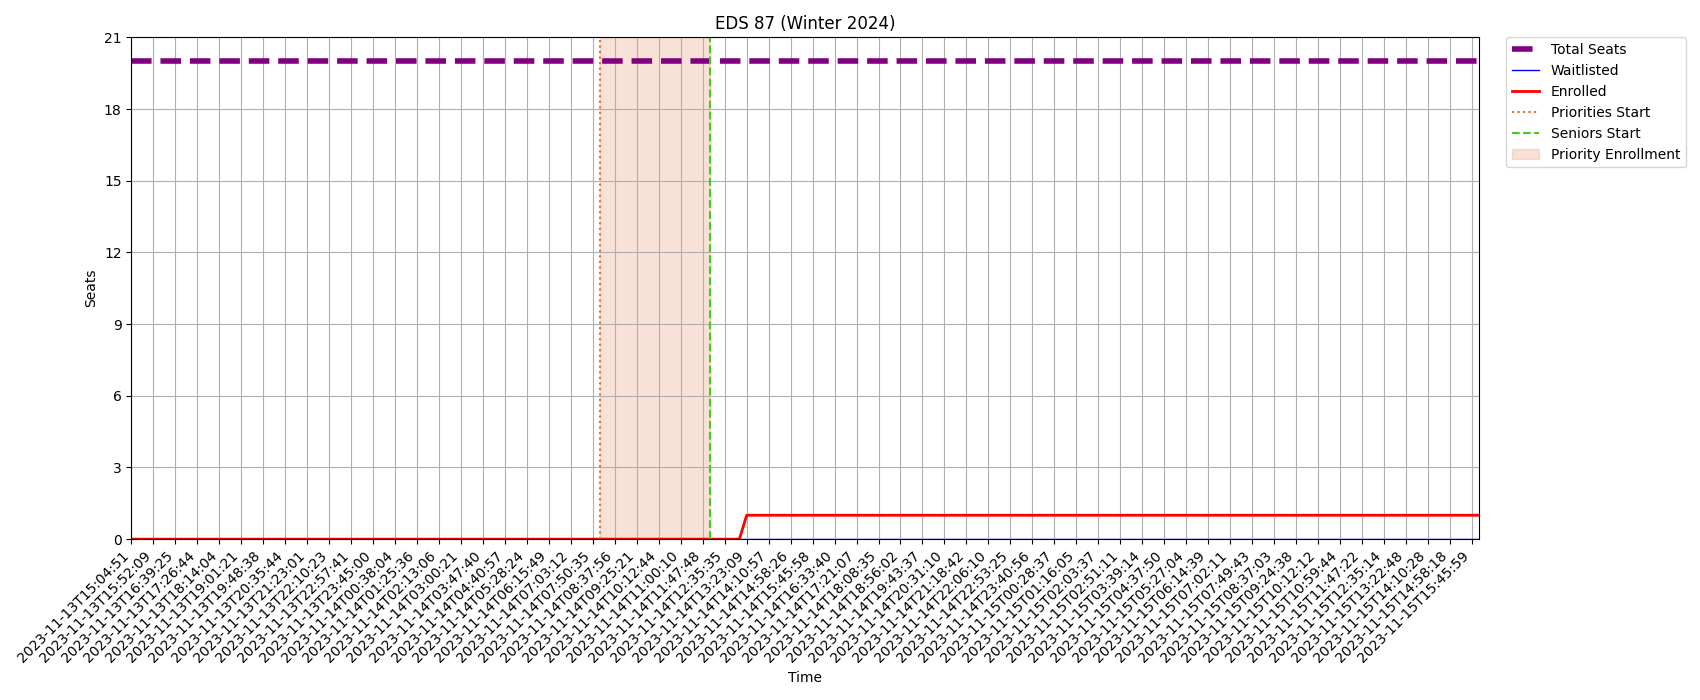 EDS 87 (Winter 2024)
21
18
15
12
9
6
3
0
Seats
2023-11-13T15:04:51
2023-11-13T15:52:09
2023-11-13T16:39:25
2023-11-13T17:26:44
2023-11-13T18:14:04
2023-11-13T19:01:21
2023-11-13T19:48:38
2023-11-13T20:35:44
2023-11-13T21:23:01
2023-11-13T22:10:23
2023-11-13T22:57:41
2023-11-13T23:45:00
2023-11-14T00:38:04
2023-11-14T01:25:36
2023-11-14T02:13:06
2023-11-14T03:00:21
2023-11-14T03:47:40
2023-11-14T04:40:57
2023-11-14T05:28:24
2023-11-14T06:15:49
2023-11-14T07:03:12
2023-11-14T07:50:35
2023-11-14T08:37:56
2023-11-14T09:25:21
2023-11-14T10:12:44
2023-11-14T11:00:10
2023-11-14T11:47:48
2023-11-14T12:35:35
2023-11-14T13:23:09
2023-11-14T14:10:57
2023-11-14T14:58:26
2023-11-14T15:45:58
2023-11-14T16:33:40
2023-11-14T17:21:07
2023-11-14T18:08:35
2023-11-14T18:56:02
2023-11-14T19:43:37
2023-11-14T20:31:10
2023-11-14T21:18:42
2023-11-14T22:06:10
2023-11-14T22:53:25
2023-11-14T23:40:56
2023-11-15T00:28:37
2023-11-15T01:16:05
2023-11-15T02:03:37
2023-11-15T02:51:11
2023-11-15T03:39:14
2023-11-15T04:37:50
2023-11-15T05:27:04
2023-11-15T06:14:39
2023-11-15T07:02:11
2023-11-15T07:49:43
2023-11-15T08:37:03
2023-11-15T09:24:38
2023-11-15T10:12:12
2023-11-15T10:59:44
2023-11-15T11:47:22
2023-11-15T12:35:14
2023-11-15T13:22:48
2023-11-15T14:10:28
2023-11-15T14:58:18
2023-11-15T15:45:59
Time
Total Seats
Waitlisted
Enrolled
Priorities Start
Seniors Start
Priority Enrollment